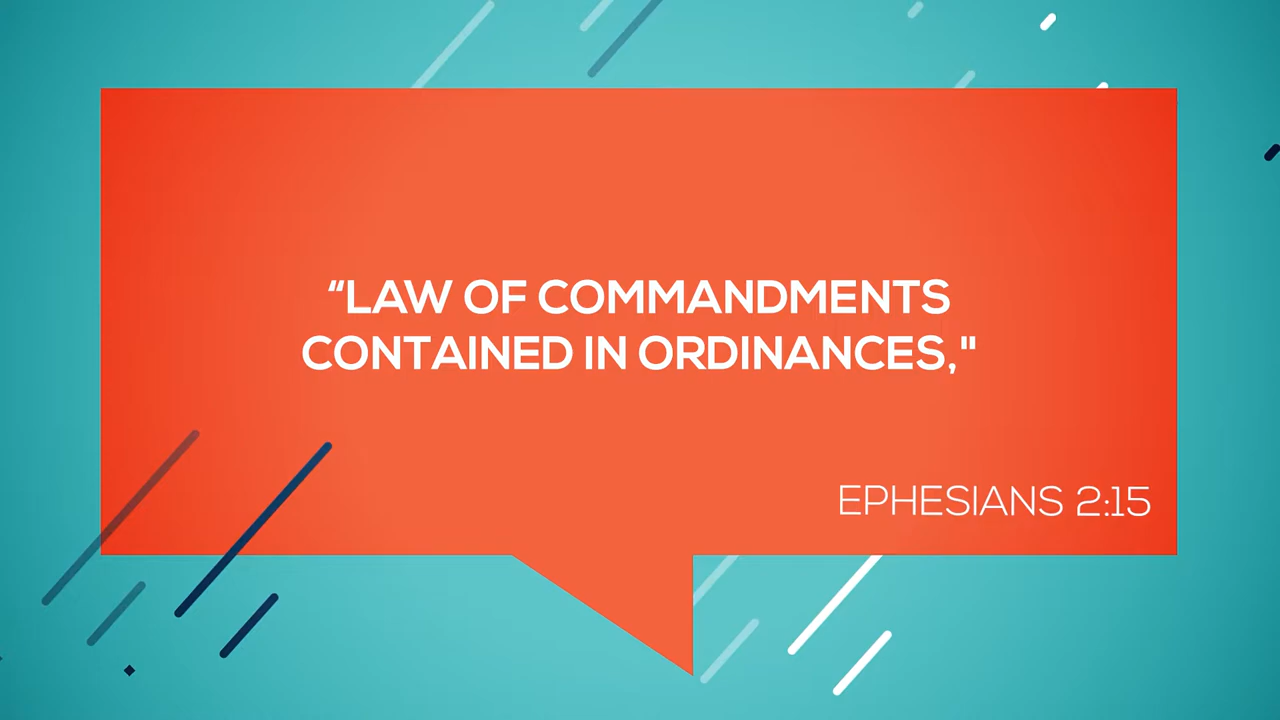 “LAW OF COMMANDMENTS
CONTAINED IN ORDINANCES,"
EPHESIANS 2:15